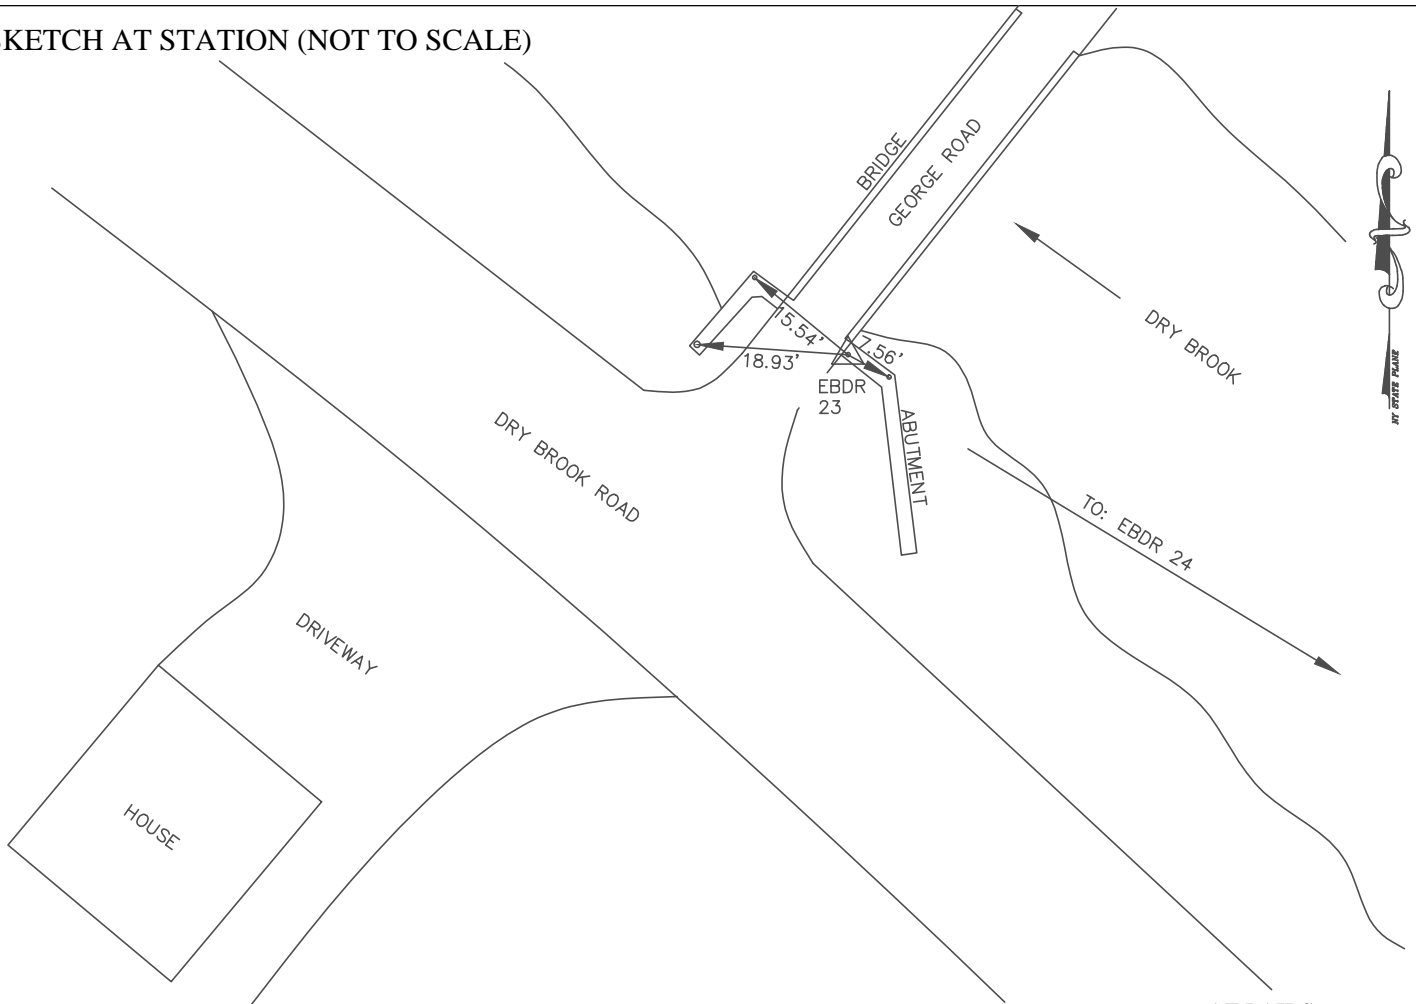 KETCH AT STATION (NOT TO SCALE)
BRIDGE
GEORGE ROAD
DRY BROOK
NY STATE PLANE
15.54'
7.56'
18.93'
EBDR
23
ABUTMENT
DRY BROOK ROAD
TO: EBDR 24
DRIVEWAY
HOUSE